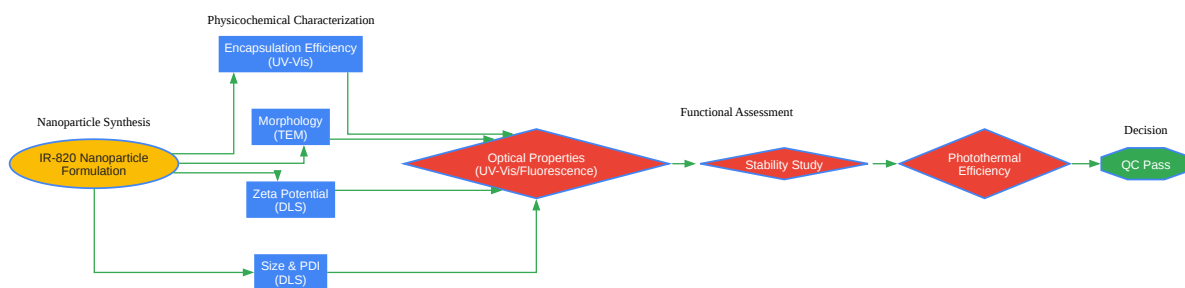 Physicochemical Characterization
Encapsulation Efficiency
(UV-Vis)
Functional Assessment
Morphology
(TEM)
Nanoparticle Synthesis
Decision
IR-820 Nanoparticle
Formulation
Optical Properties
(UV-Vis/Fluorescence)
Stability Study
Photothermal
Efficiency
QC Pass
Zeta Potential
(DLS)
Size & PDI
(DLS)